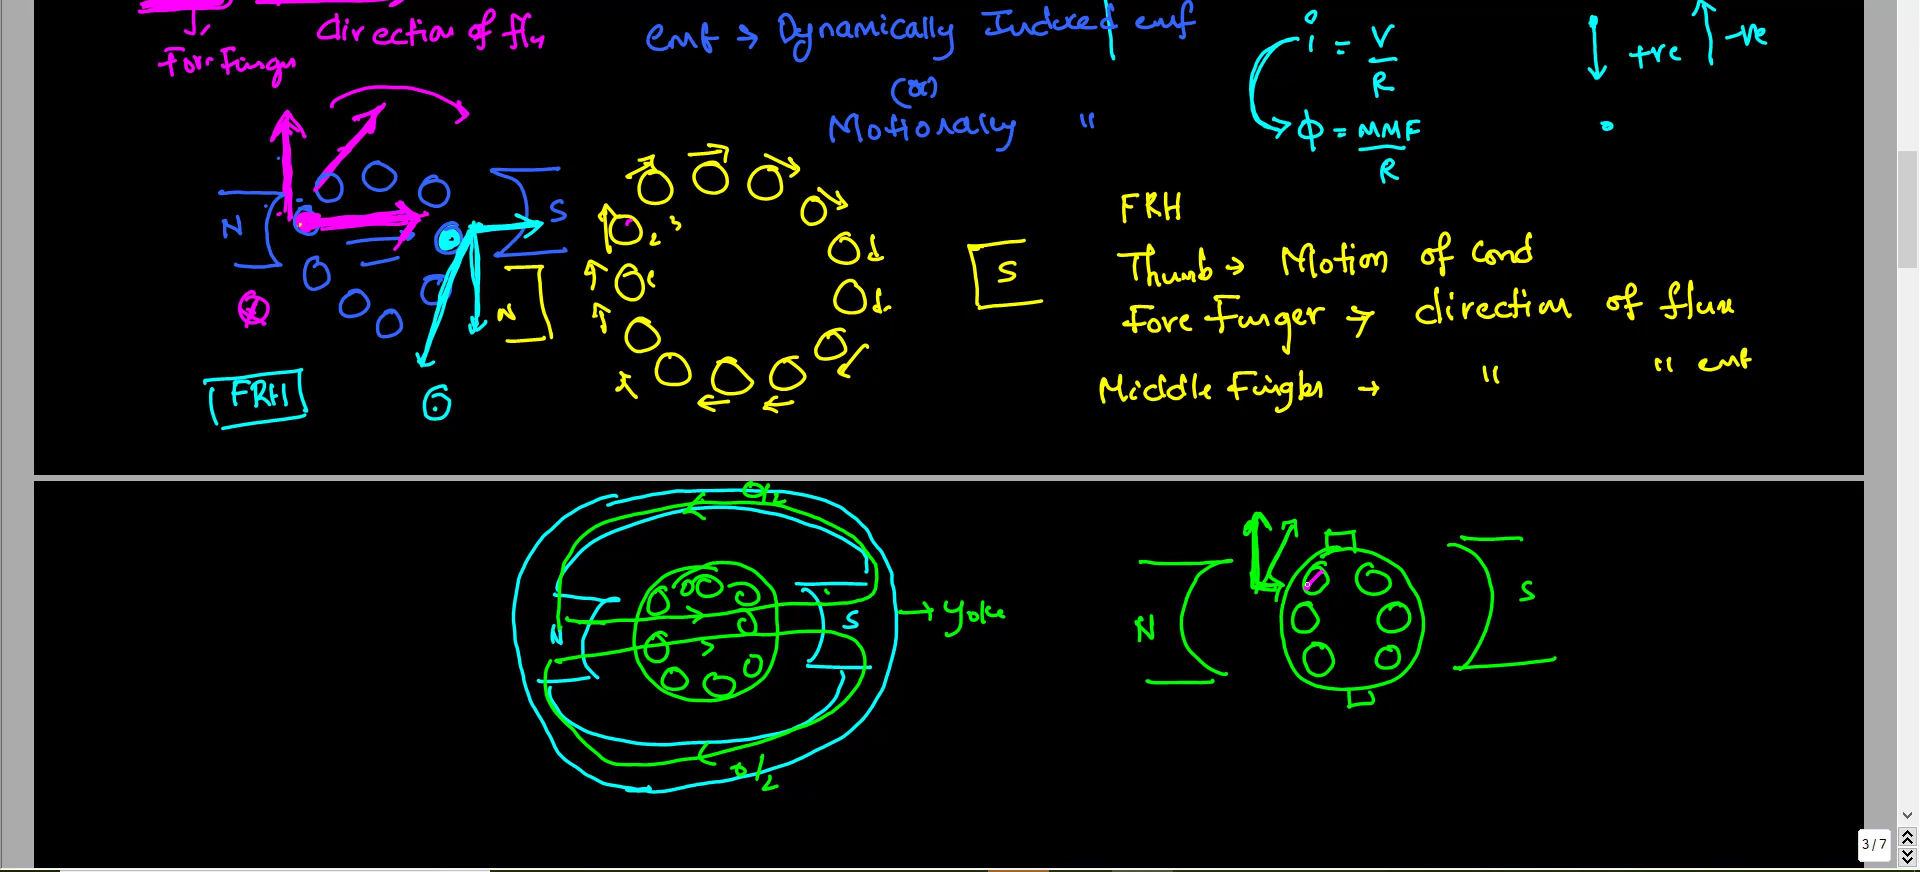 direction of flux
Fore Finger
emf → Dynamically Induced emf
(or)
Motionally "
i = V/R
ϕ = MMF/R
+ve -ve
N S
N
FRH
S
FRH
Thumb → Motion of cond
Fore Finger → direction of flux
Middle Finger → " " emf
ϕ/2
N S
→ Yoke
ϕ/2
N S
3 / 7